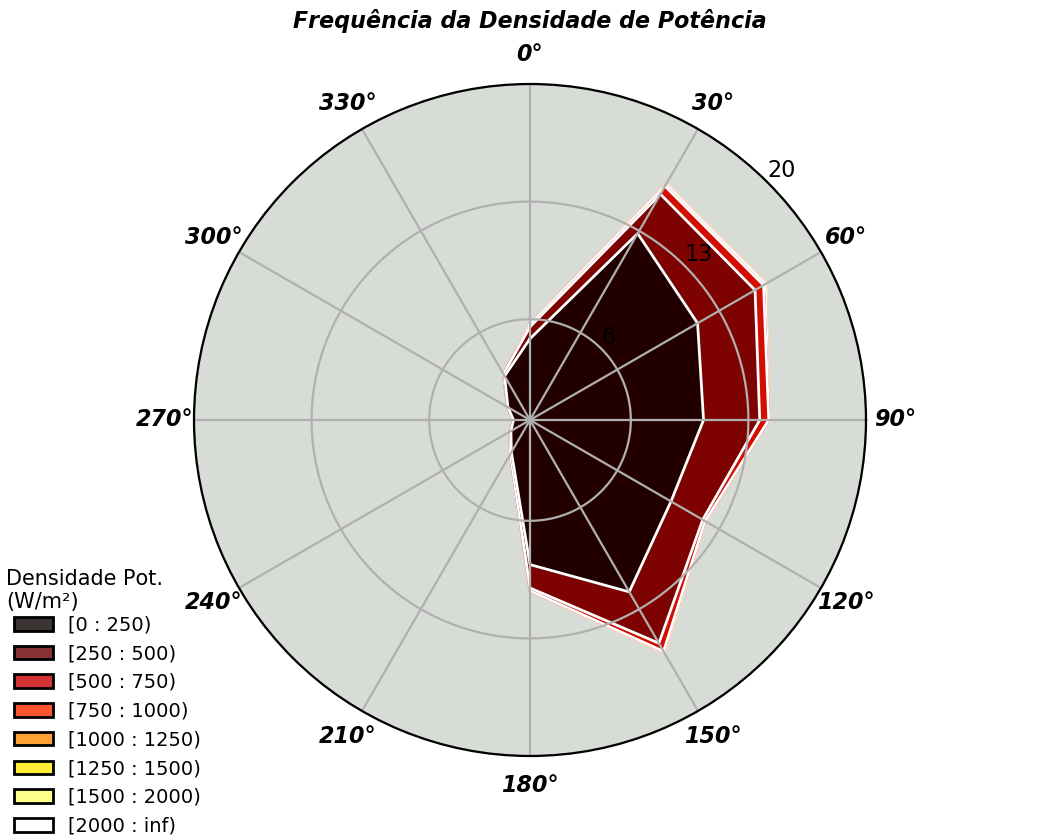 Frequência da Densidade de Potência
0°
330°
30°
20
300°
60°
13
6
270°
90°
240°
120°
210°
150°
180°
Densidade Pot.
(W/m²)
[0 : 250)
[250 : 500)
[500 : 750)
[750 : 1000)
[1000 : 1250)
[1250 : 1500)
[1500 : 2000)
[2000 : inf)